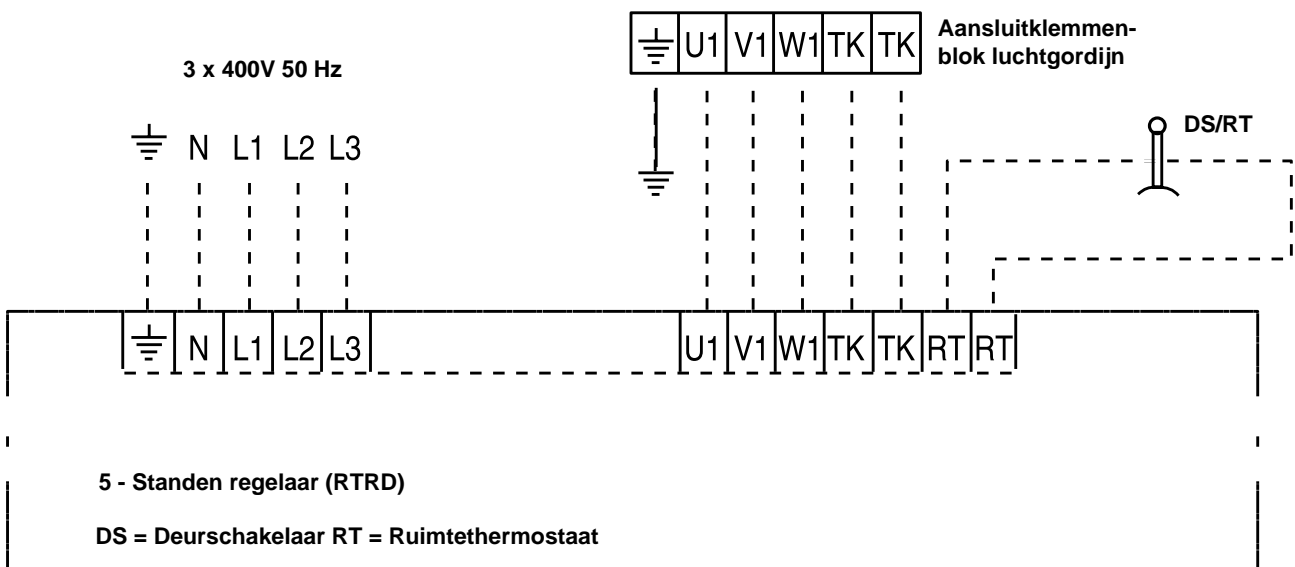 U1 V1 W1 TK TK
Aansluitklemmen-
blok luchtgordijn
3 x 400V 50 Hz
DS/RT
N L1 L2 L3
N L1 L2 L3
U1 V1 W1 TK TK RT RT
5 - Standen regelaar (RTRD)
DS = Deurschakelaar RT = Ruimtethermostaat